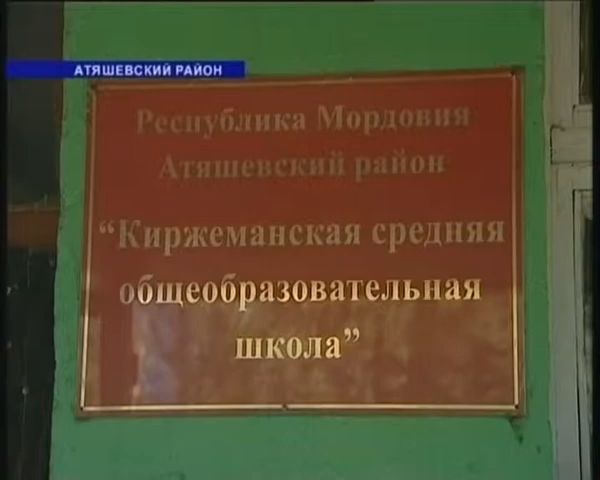 АТЯШЕВСКИЙ РАЙОН
Республика Мордовия
Атяшевский район
“Киржеманская средняя
общеобразовательная
школа”